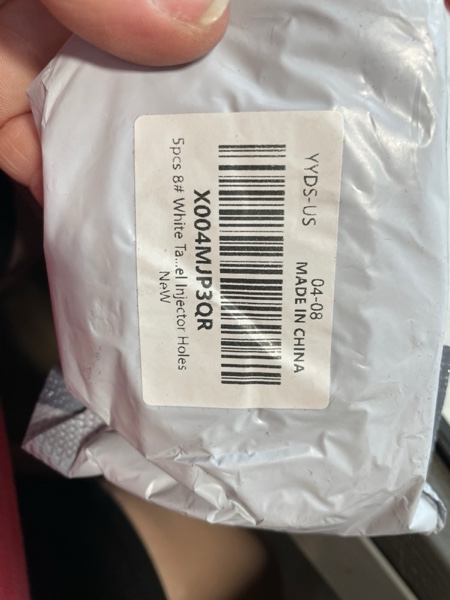 YYDS-US
04-08
MADE IN CHINA
X004MJP3QR
5pcs 8# White Ta...el Injector Holes
NeW